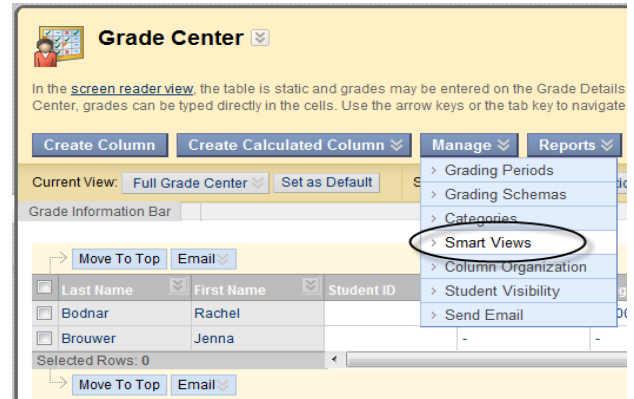 Grade Center
In the screen reader view, the table is static and grades may be entered on the Grade Details
Center, grades can be typed directly in the cells. Use the arrow keys or the tab key to navigate
Create Column Create Calculated Column Manage Reports
Current View: Full Grade Center Set as Default S
Grading Periods
Grading Schemas
Grade Information Bar
Categories
Smart Views
Move To Top Email
Column Organization
Last Name First Name Student ID
Student Visibility
Bodnar Rachel
Send Email
Brouwer Jenna - -
Selected Rows: 0
Move To Top Email